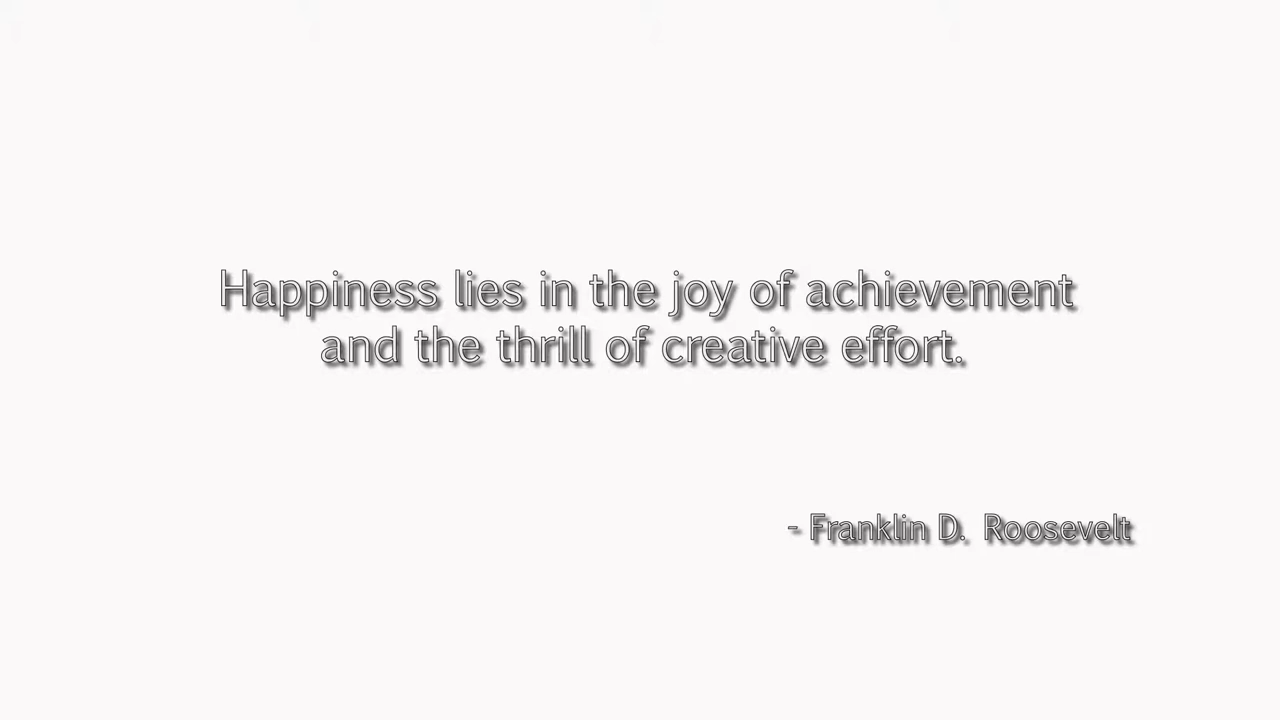 Happiness lies in the joy of achievement
and the thrill of creative effort.
- Franklin D. Roosevelt